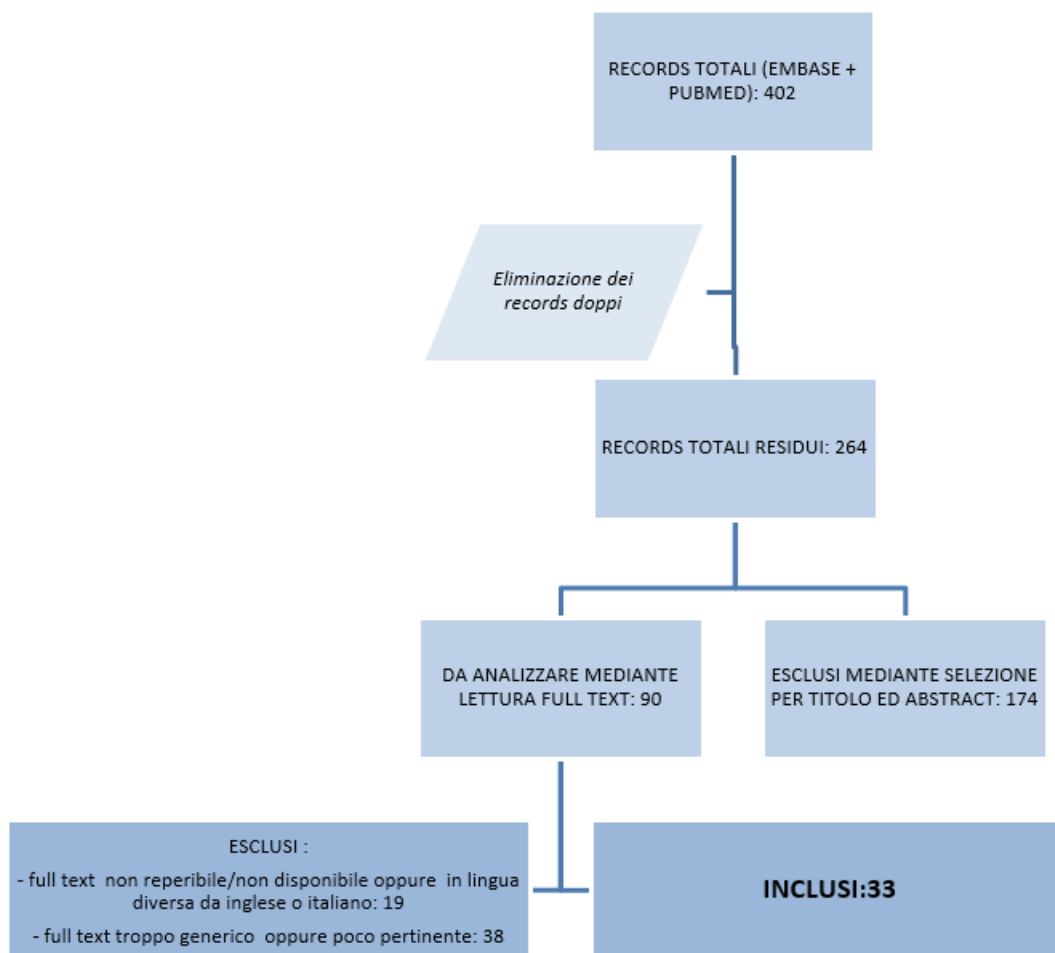 RECORDS TOTALI (EMBASE +
PUBMED): 402
Eliminazione dei
records doppi
RECORDS TOTALI RESIDUI: 264
DA ANALIZZARE MEDIANTE
LETTURA FULL TEXT: 90
ESCLUSI MEDIANTE SELEZIONE
PER TITOLO ED ABSTRACT: 174
ESCLUSI :
- full text non reperibile/non disponibile oppure in lingua
diversa da inglese o italiano: 19
- full text troppo generico oppure poco pertinente: 38
INCLUSI:33